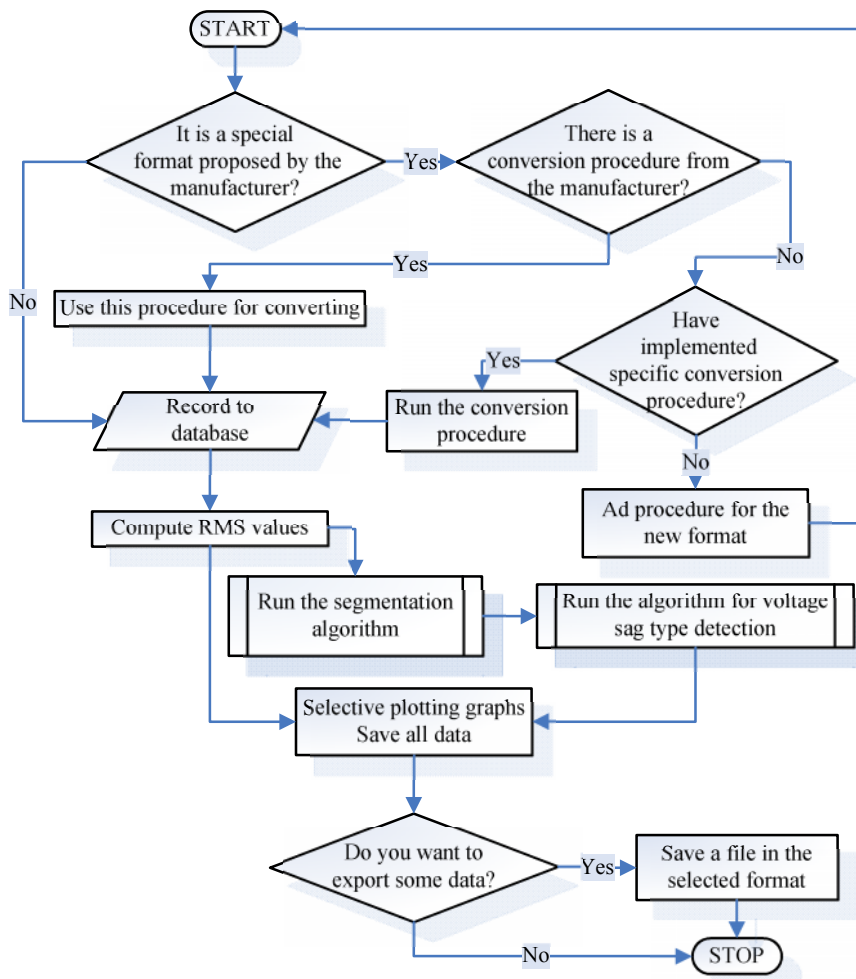 START
It is a special
format proposed by the
manufacturer?
Yes
There is a
conversion procedure from
the manufacturer?
No
Yes
No
Use this procedure for converting
Have
implemented
specific conversion
procedure?
Yes
Run the conversion
procedure
Record to
database
No
Ad procedure for the
new format
Compute RMS values
Run the segmentation
algorithm
Run the algorithm for voltage
sag type detection
Selective plotting graphs
Save all data
Do you want to
export some data?
Yes
Save a file in the
selected format
No
STOP